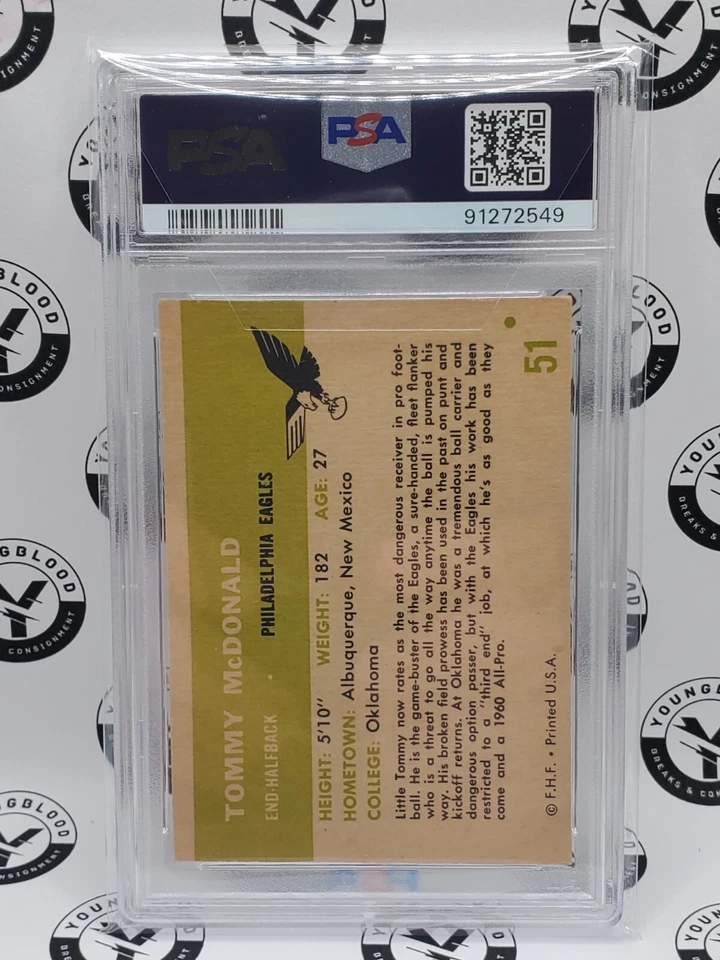 PSA
PSA
91272549
TOMMY McDONALD
END-HALFBACK • PHILADELPHIA EAGLES
HEIGHT: 5'10" WEIGHT: 182 AGE: 27
HOMETOWN: Albuquerque, New Mexico
COLLEGE: Oklahoma
Little Tommy now rates as the most dangerous receiver in pro foot-
ball. He is the game-buster of the Eagles, a sure-handed, fleet flanker
who is a threat to go all the way anytime the ball is pumped his
way. His broken field prowess has been used in the past on punt and
kickoff returns. At Oklahoma he was a tremendous ball carrier and
dangerous option passer, but with the Eagles his work has been
restricted to a "third end" job, at which he's as good as they
come and a 1960 All-Pro.
© F.H.F. • Printed U.S.A.
51
YOUNGBLOOD
BREAKS & CONSIGNMENT